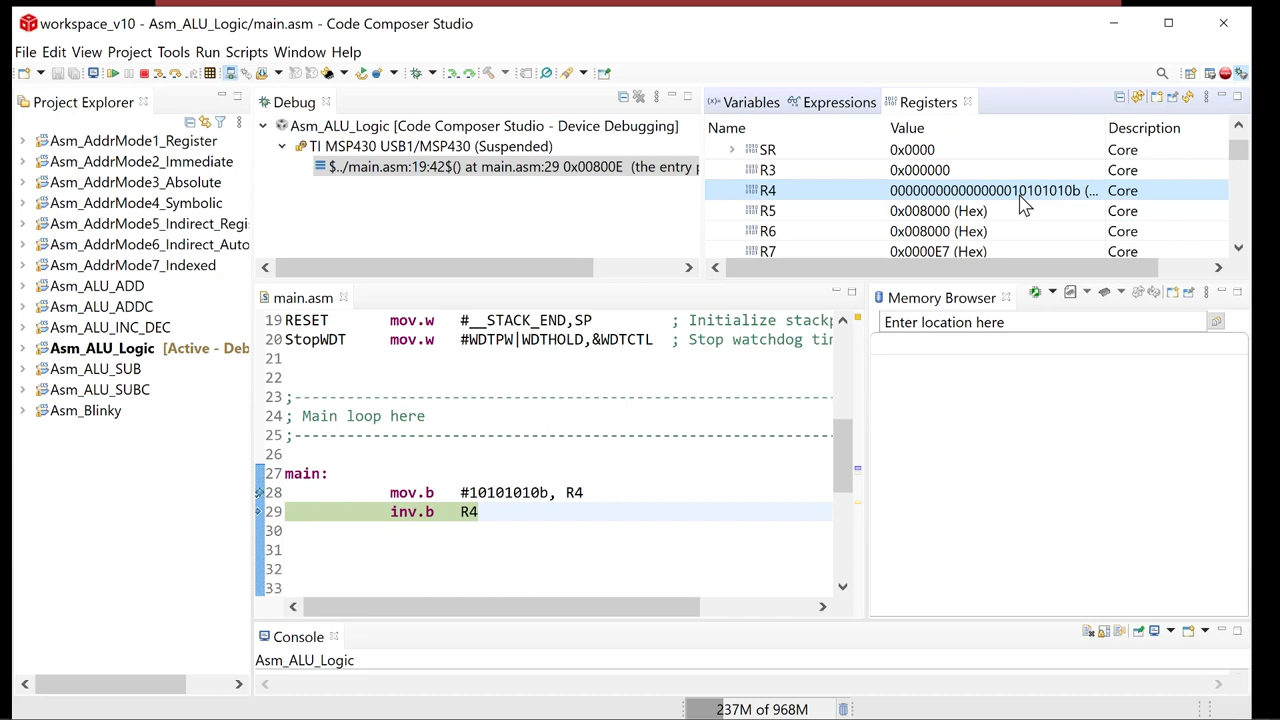 workspace_v10 - Asm_ALU_Logic/main.asm - Code Composer Studio
File Edit View Project Tools Run Scripts Window Help
Project Explorer
Asm_AddrMode1_Register
Asm_AddrMode2_Immediate
Asm_AddrMode3_Absolute
Asm_AddrMode4_Symbolic
Asm_AddrMode5_Indirect_Regi
Asm_AddrMode6_Indirect_Auto
Asm_AddrMode7_Indexed
Asm_ALU_ADD
Asm_ALU_ADDC
Asm_ALU_INC_DEC
Asm_ALU_Logic [Active - Deb
Asm_ALU_SUB
Asm_ALU_SUBC
Asm_Blinky
Debug
Asm_ALU_Logic [Code Composer Studio - Device Debugging]
TI MSP430 USB1/MSP430 (Suspended)
$../main.asm:19:42$() at main.asm:29 0x00800E (the entry p
Variables Expressions Registers
Name Value Description
SR 0x0000 Core
R3 0x000000 Core
R4 00000000000000010101010b (... Core
R5 0x008000 (Hex) Core
R6 0x008000 (Hex) Core
R7 0x0000E7 (Hex) Core
main.asm
19 RESET mov.w #__STACK_END,SP ; Initialize stackp
20 StopWDT mov.w #WDTPW|WDTHOLD,&WDTCTL ; Stop watchdog tim
21
22
23 ;--------------------------------------------------------------
24 ; Main loop here
25 ;--------------------------------------------------------------
26
27 main:
28 mov.b #10101010b, R4
29 inv.b R4
30
31
32
33
Memory Browser
Enter location here
Console
Asm_ALU_Logic
237M of 968M